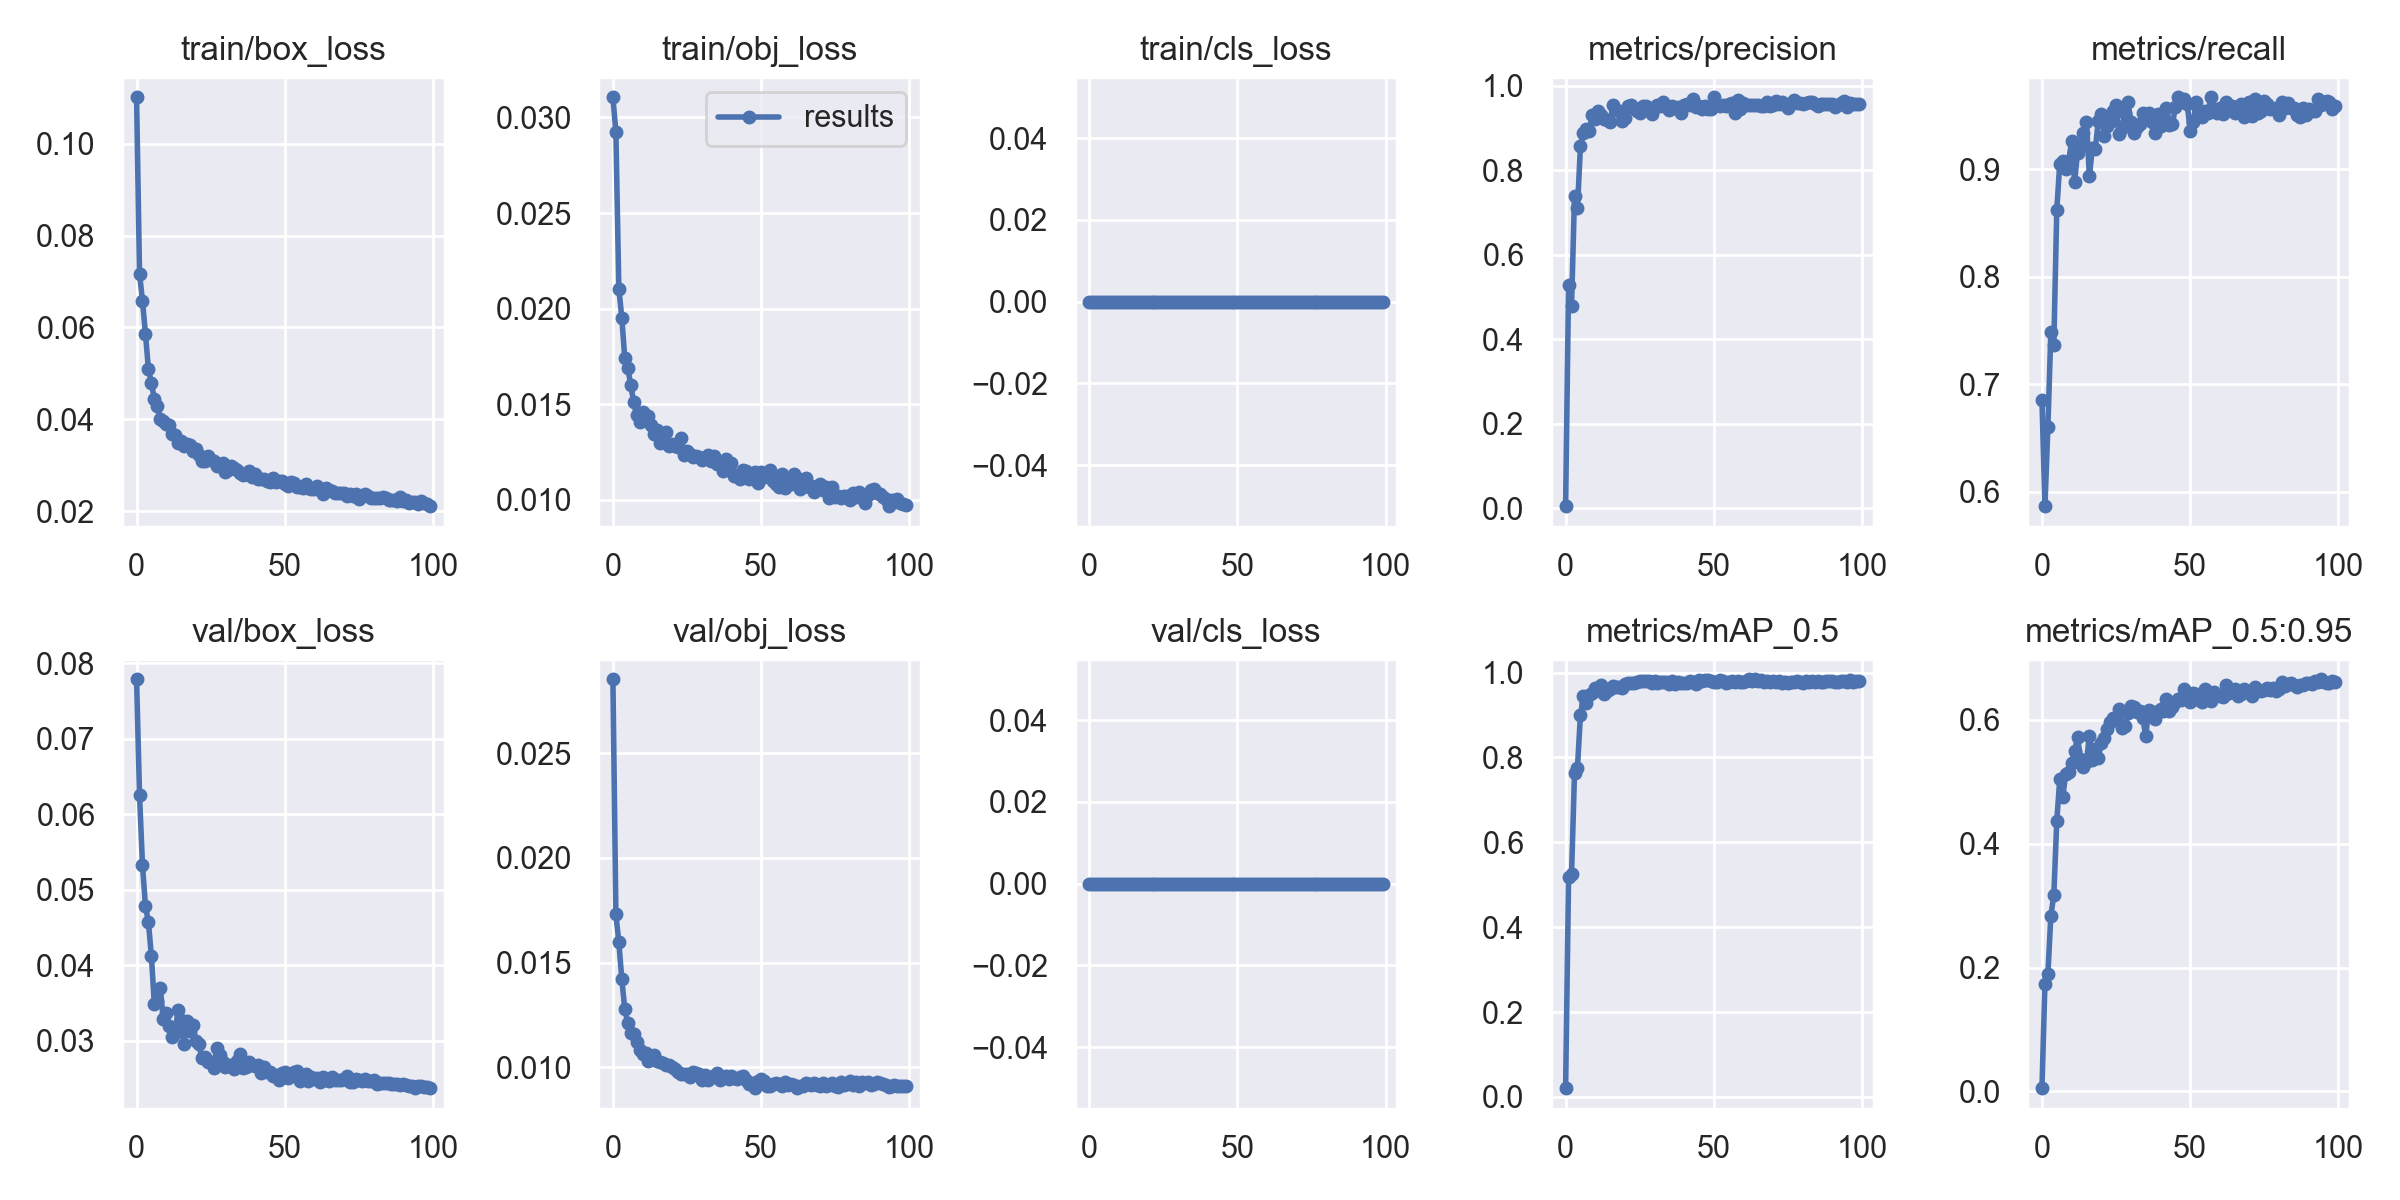 train/box_loss
0.10
0.08
0.06
0.04
0.02
0 50 100
train/obj_loss
results
0.030
0.025
0.020
0.015
0.010
0 50 100
train/cls_loss
0.04
0.02
0.00
−0.02
−0.04
0 50 100
metrics/precision
1.0
0.8
0.6
0.4
0.2
0.0
0 50 100
metrics/recall
0.9
0.8
0.7
0.6
0 50 100
val/box_loss
0.08
0.07
0.06
0.05
0.04
0.03
0 50 100
val/obj_loss
0.025
0.020
0.015
0.010
0 50 100
val/cls_loss
0.04
0.02
0.00
−0.02
−0.04
0 50 100
metrics/mAP_0.5
1.0
0.8
0.6
0.4
0.2
0.0
0 50 100
metrics/mAP_0.5:0.95
0.6
0.4
0.2
0.0
0 50 100